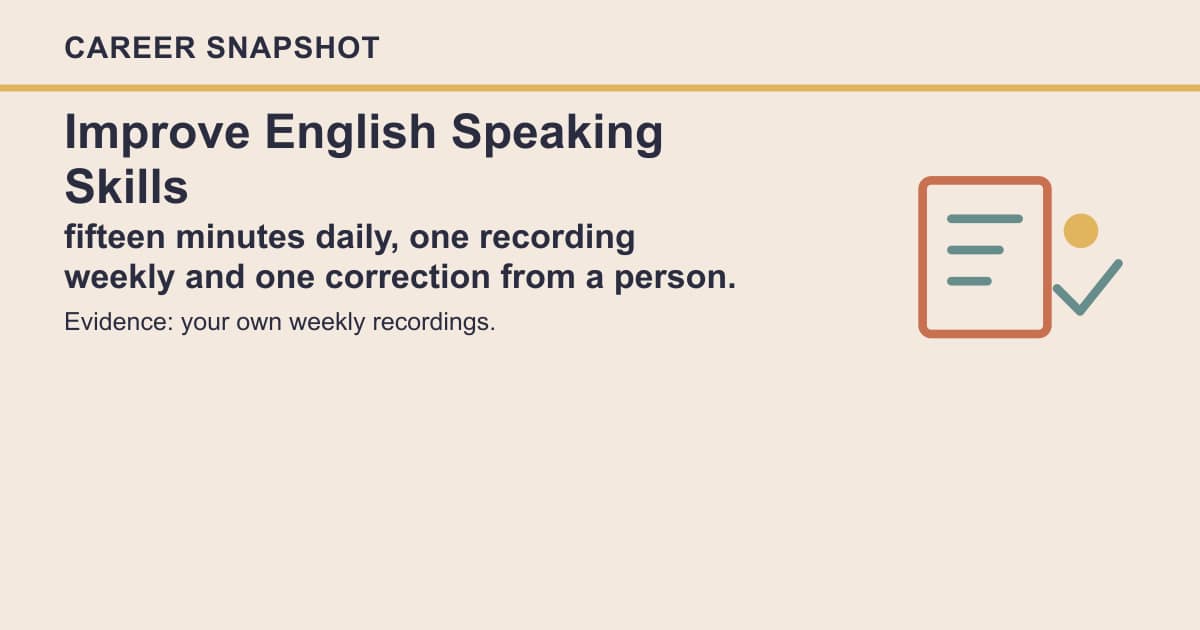 CAREER SNAPSHOT
Improve English Speaking
Skills
fifteen minutes daily, one recording
weekly and one correction from a person.
Evidence: your own weekly recordings.